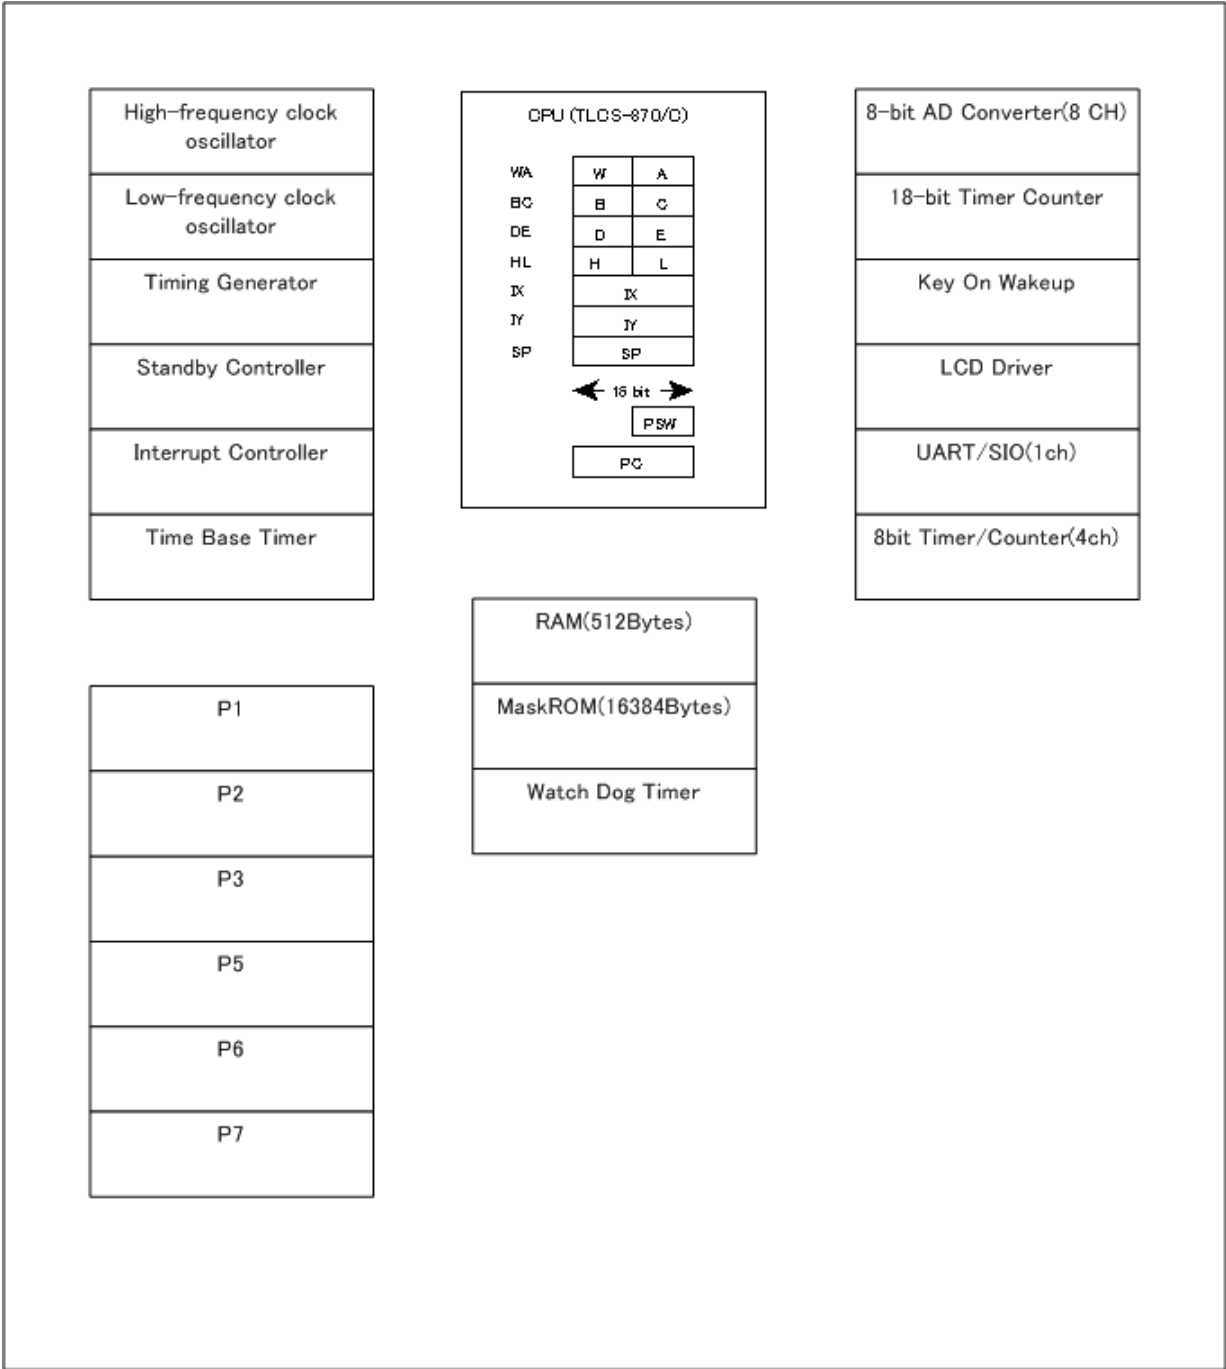 High-frequency clock
oscillator
Low-frequency clock
oscillator
Timing Generator
Standby Controller
Interrupt Controller
Time Base Timer
CPU (TLCS-870/C)
WA W A
BC B C
DE D E
HL H L
IX IX
IY IY
SP SP
16 bit
PSW
PC
8-bit AD Converter(8 CH)
18-bit Timer Counter
Key On Wakeup
LCD Driver
UART/SIO(1ch)
8bit Timer/Counter(4ch)
RAM(512Bytes)
MaskROM(16384Bytes)
Watch Dog Timer
P1
P2
P3
P5
P6
P7